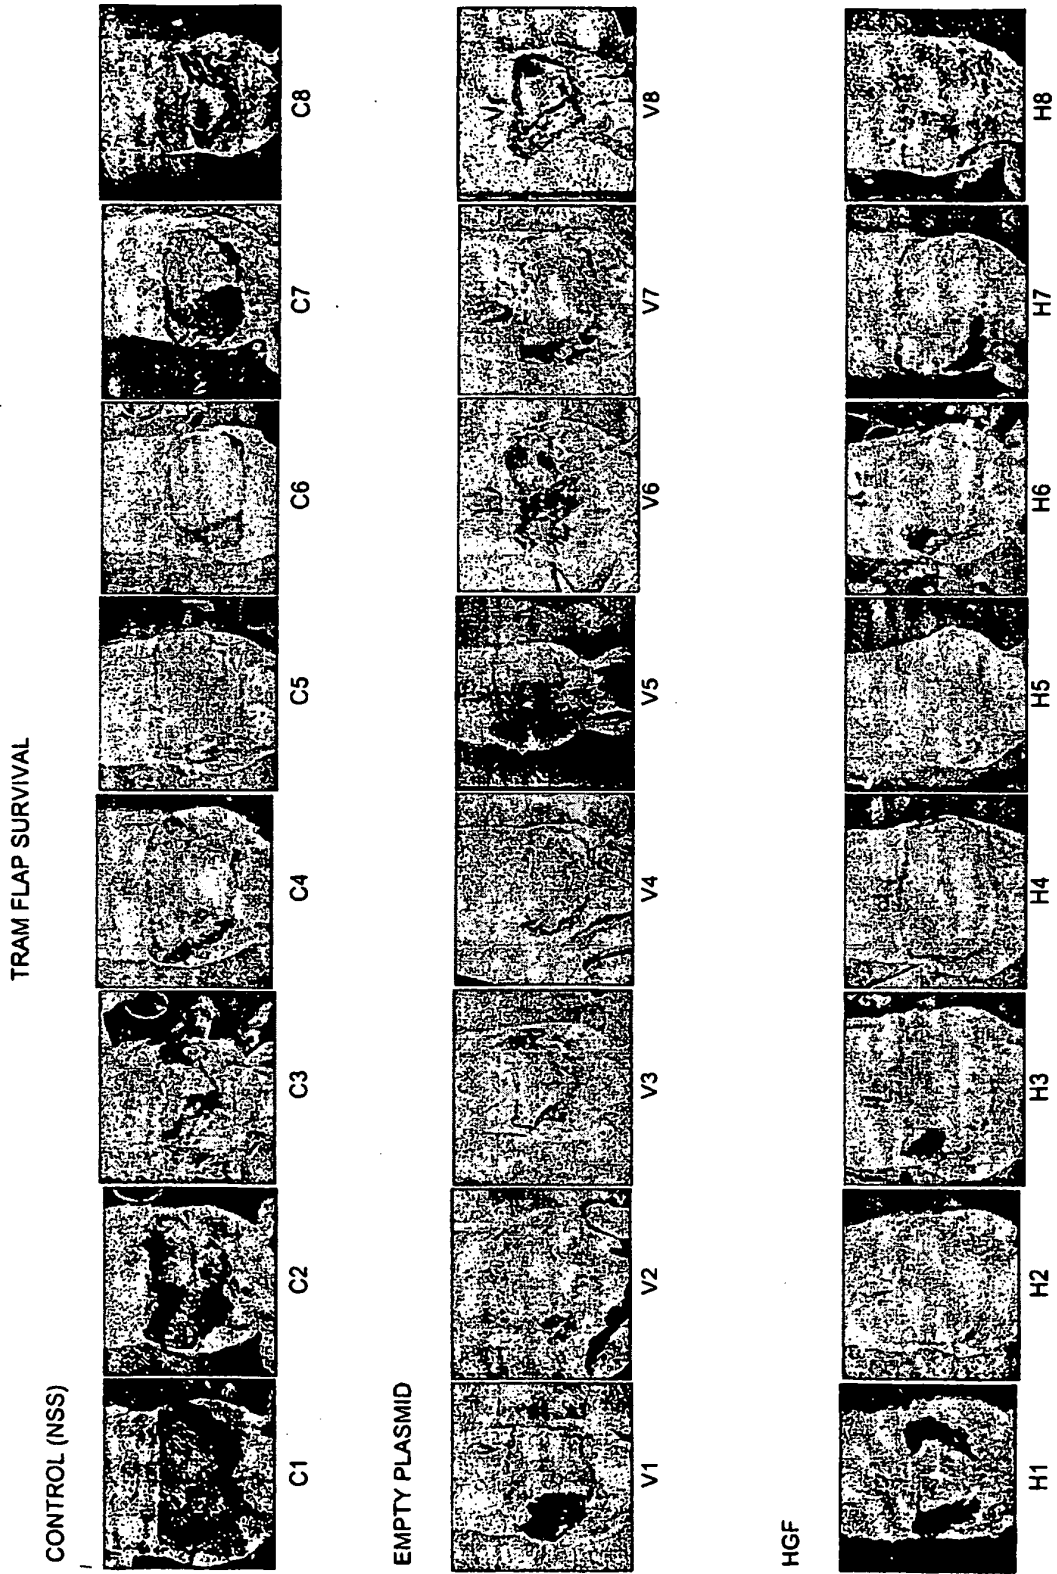 TRAM FLAP SURVIVAL
CONTROL (NSS)
C1 C2 C3 C4 C5 C6 C7 C8
EMPTY PLASMID
V1 V2 V3 V4 V5 V6 V7 V8
HGF
H1 H2 H3 H4 H5 H6 H7 H8